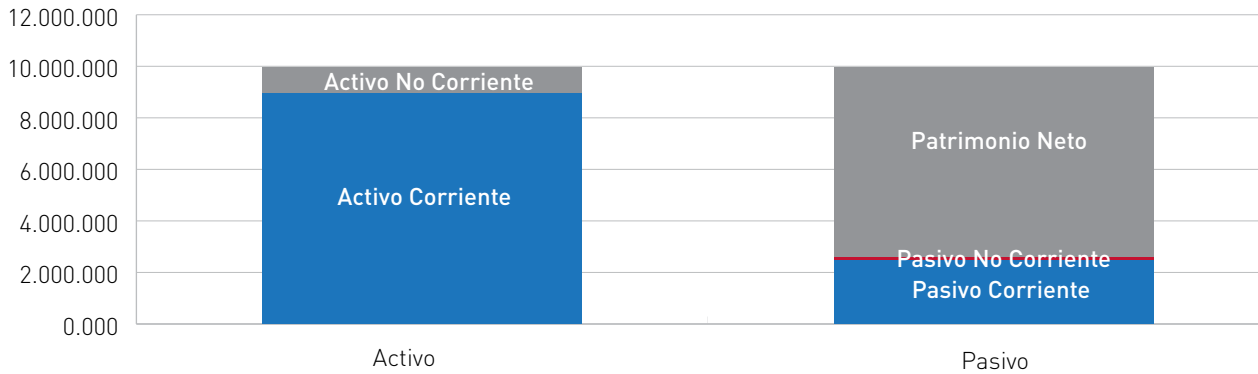 12.000.000
10.000.000
8.000.000
6.000.000
4.000.000
2.000.000
0.000
Activo No Corriente
Activo Corriente
Patrimonio Neto
Pasivo No Corriente
Pasivo Corriente
Activo
Pasivo